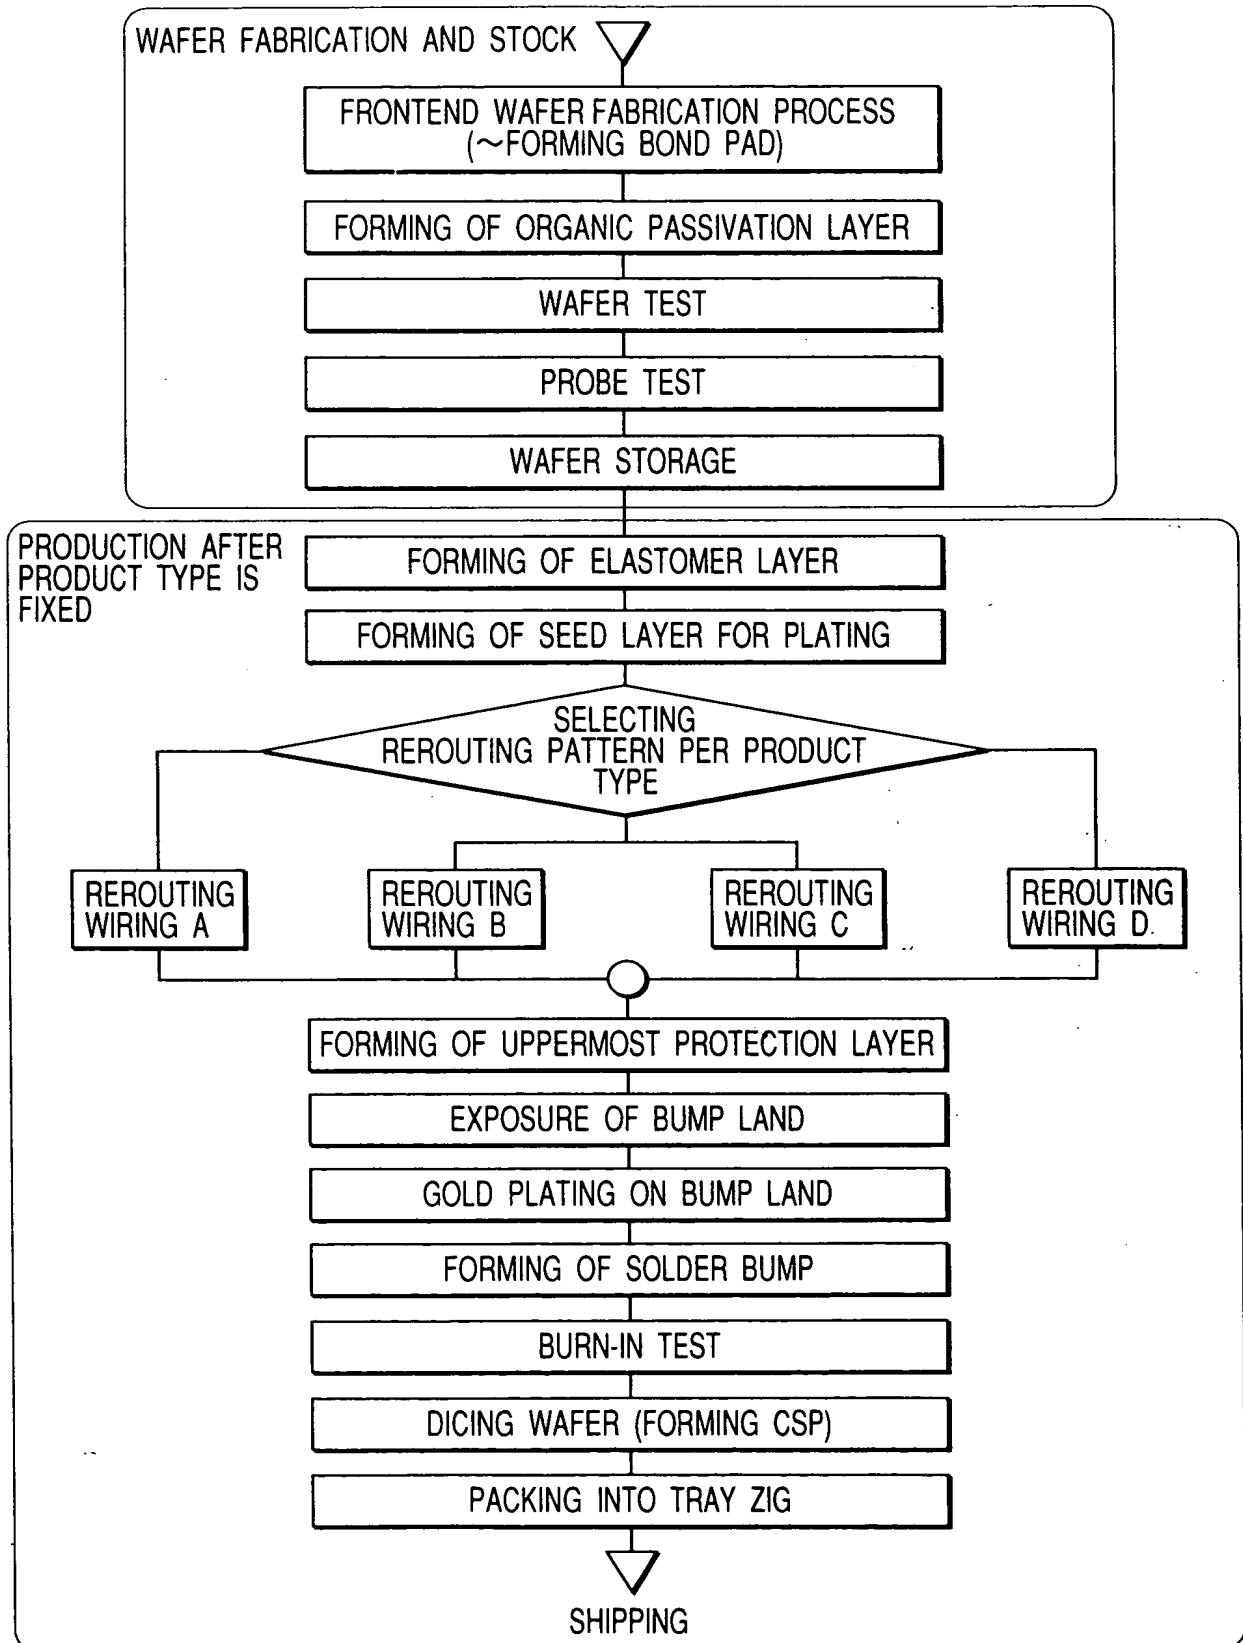 WAFER FABRICATION AND STOCK
FRONTEND WAFER FABRICATION PROCESS
(~FORMING BOND PAD)
FORMING OF ORGANIC PASSIVATION LAYER
WAFER TEST
PROBE TEST
WAFER STORAGE
PRODUCTION AFTER
PRODUCT TYPE IS
FIXED
FORMING OF ELASTOMER LAYER
FORMING OF SEED LAYER FOR PLATING
SELECTING
REROUTING PATTERN PER PRODUCT
TYPE
REROUTING
WIRING A
REROUTING
WIRING B
REROUTING
WIRING C
REROUTING
WIRING D
FORMING OF UPPERMOST PROTECTION LAYER
EXPOSURE OF BUMP LAND
GOLD PLATING ON BUMP LAND
FORMING OF SOLDER BUMP
BURN-IN TEST
DICING WAFER (FORMING CSP)
PACKING INTO TRAY ZIG
SHIPPING